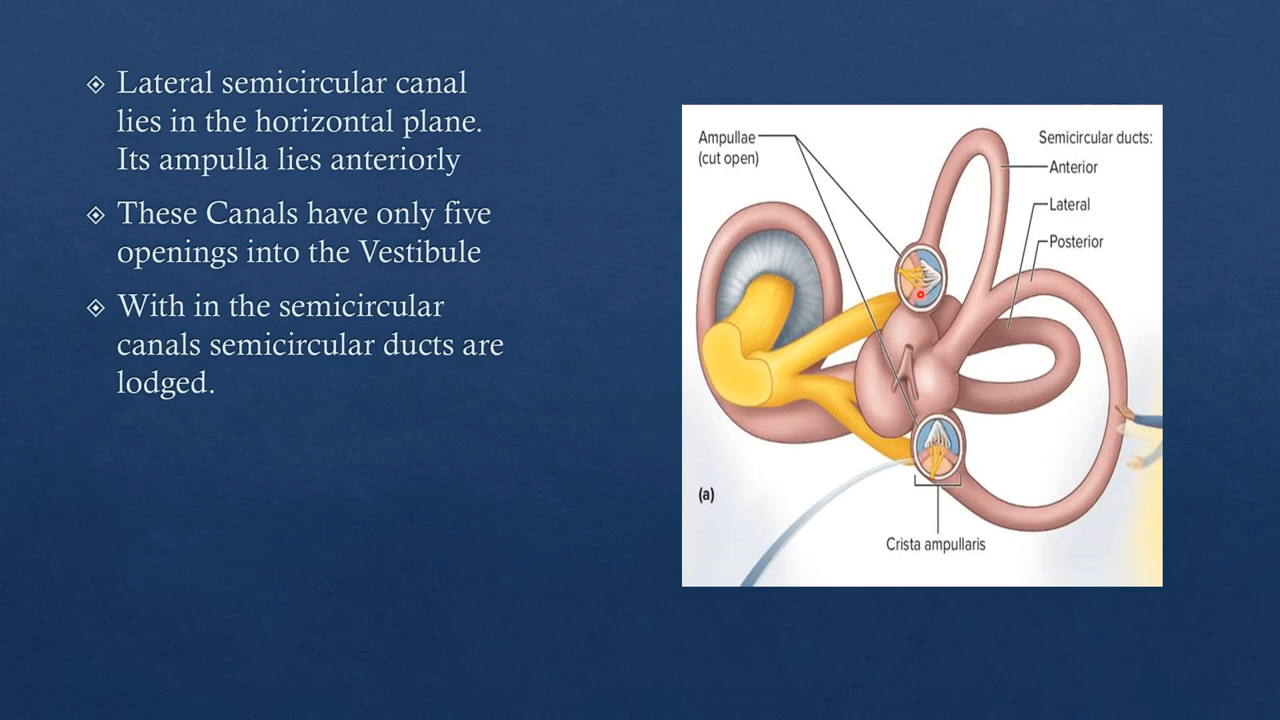 Lateral semicircular canal
lies in the horizontal plane.
Its ampulla lies anteriorly
These Canals have only five
openings into the Vestibule
With in the semicircular
canals semicircular ducts are
lodged.
Ampullae
(cut open)
Semicircular ducts:
Anterior
Lateral
Posterior
(a)
Crista ampullaris